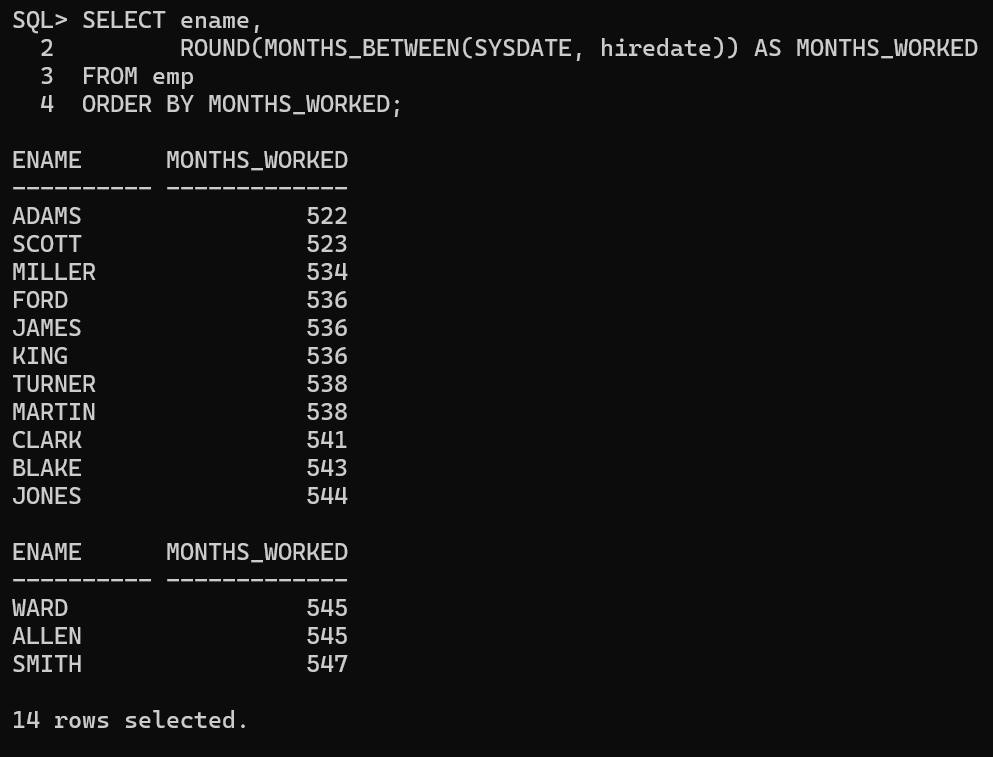 SQL> SELECT ename,
  2         ROUND(MONTHS_BETWEEN(SYSDATE, hiredate)) AS MONTHS_WORKED
  3  FROM emp
  4  ORDER BY MONTHS_WORKED;

ENAME      MONTHS_WORKED
---------- -------------
ADAMS                522
SCOTT                523
MILLER               534
FORD                 536
JAMES                536
KING                 536
TURNER               538
MARTIN               538
CLARK                541
BLAKE                543
JONES                544

ENAME      MONTHS_WORKED
---------- -------------
WARD                 545
ALLEN                545
SMITH                547

14 rows selected.